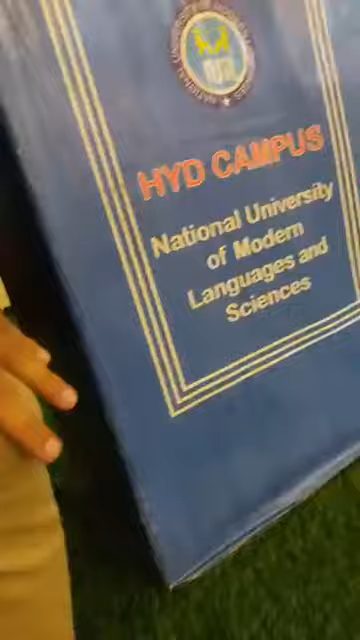 HYD CAMPUS
National University
of Modern
Languages and
Sciences